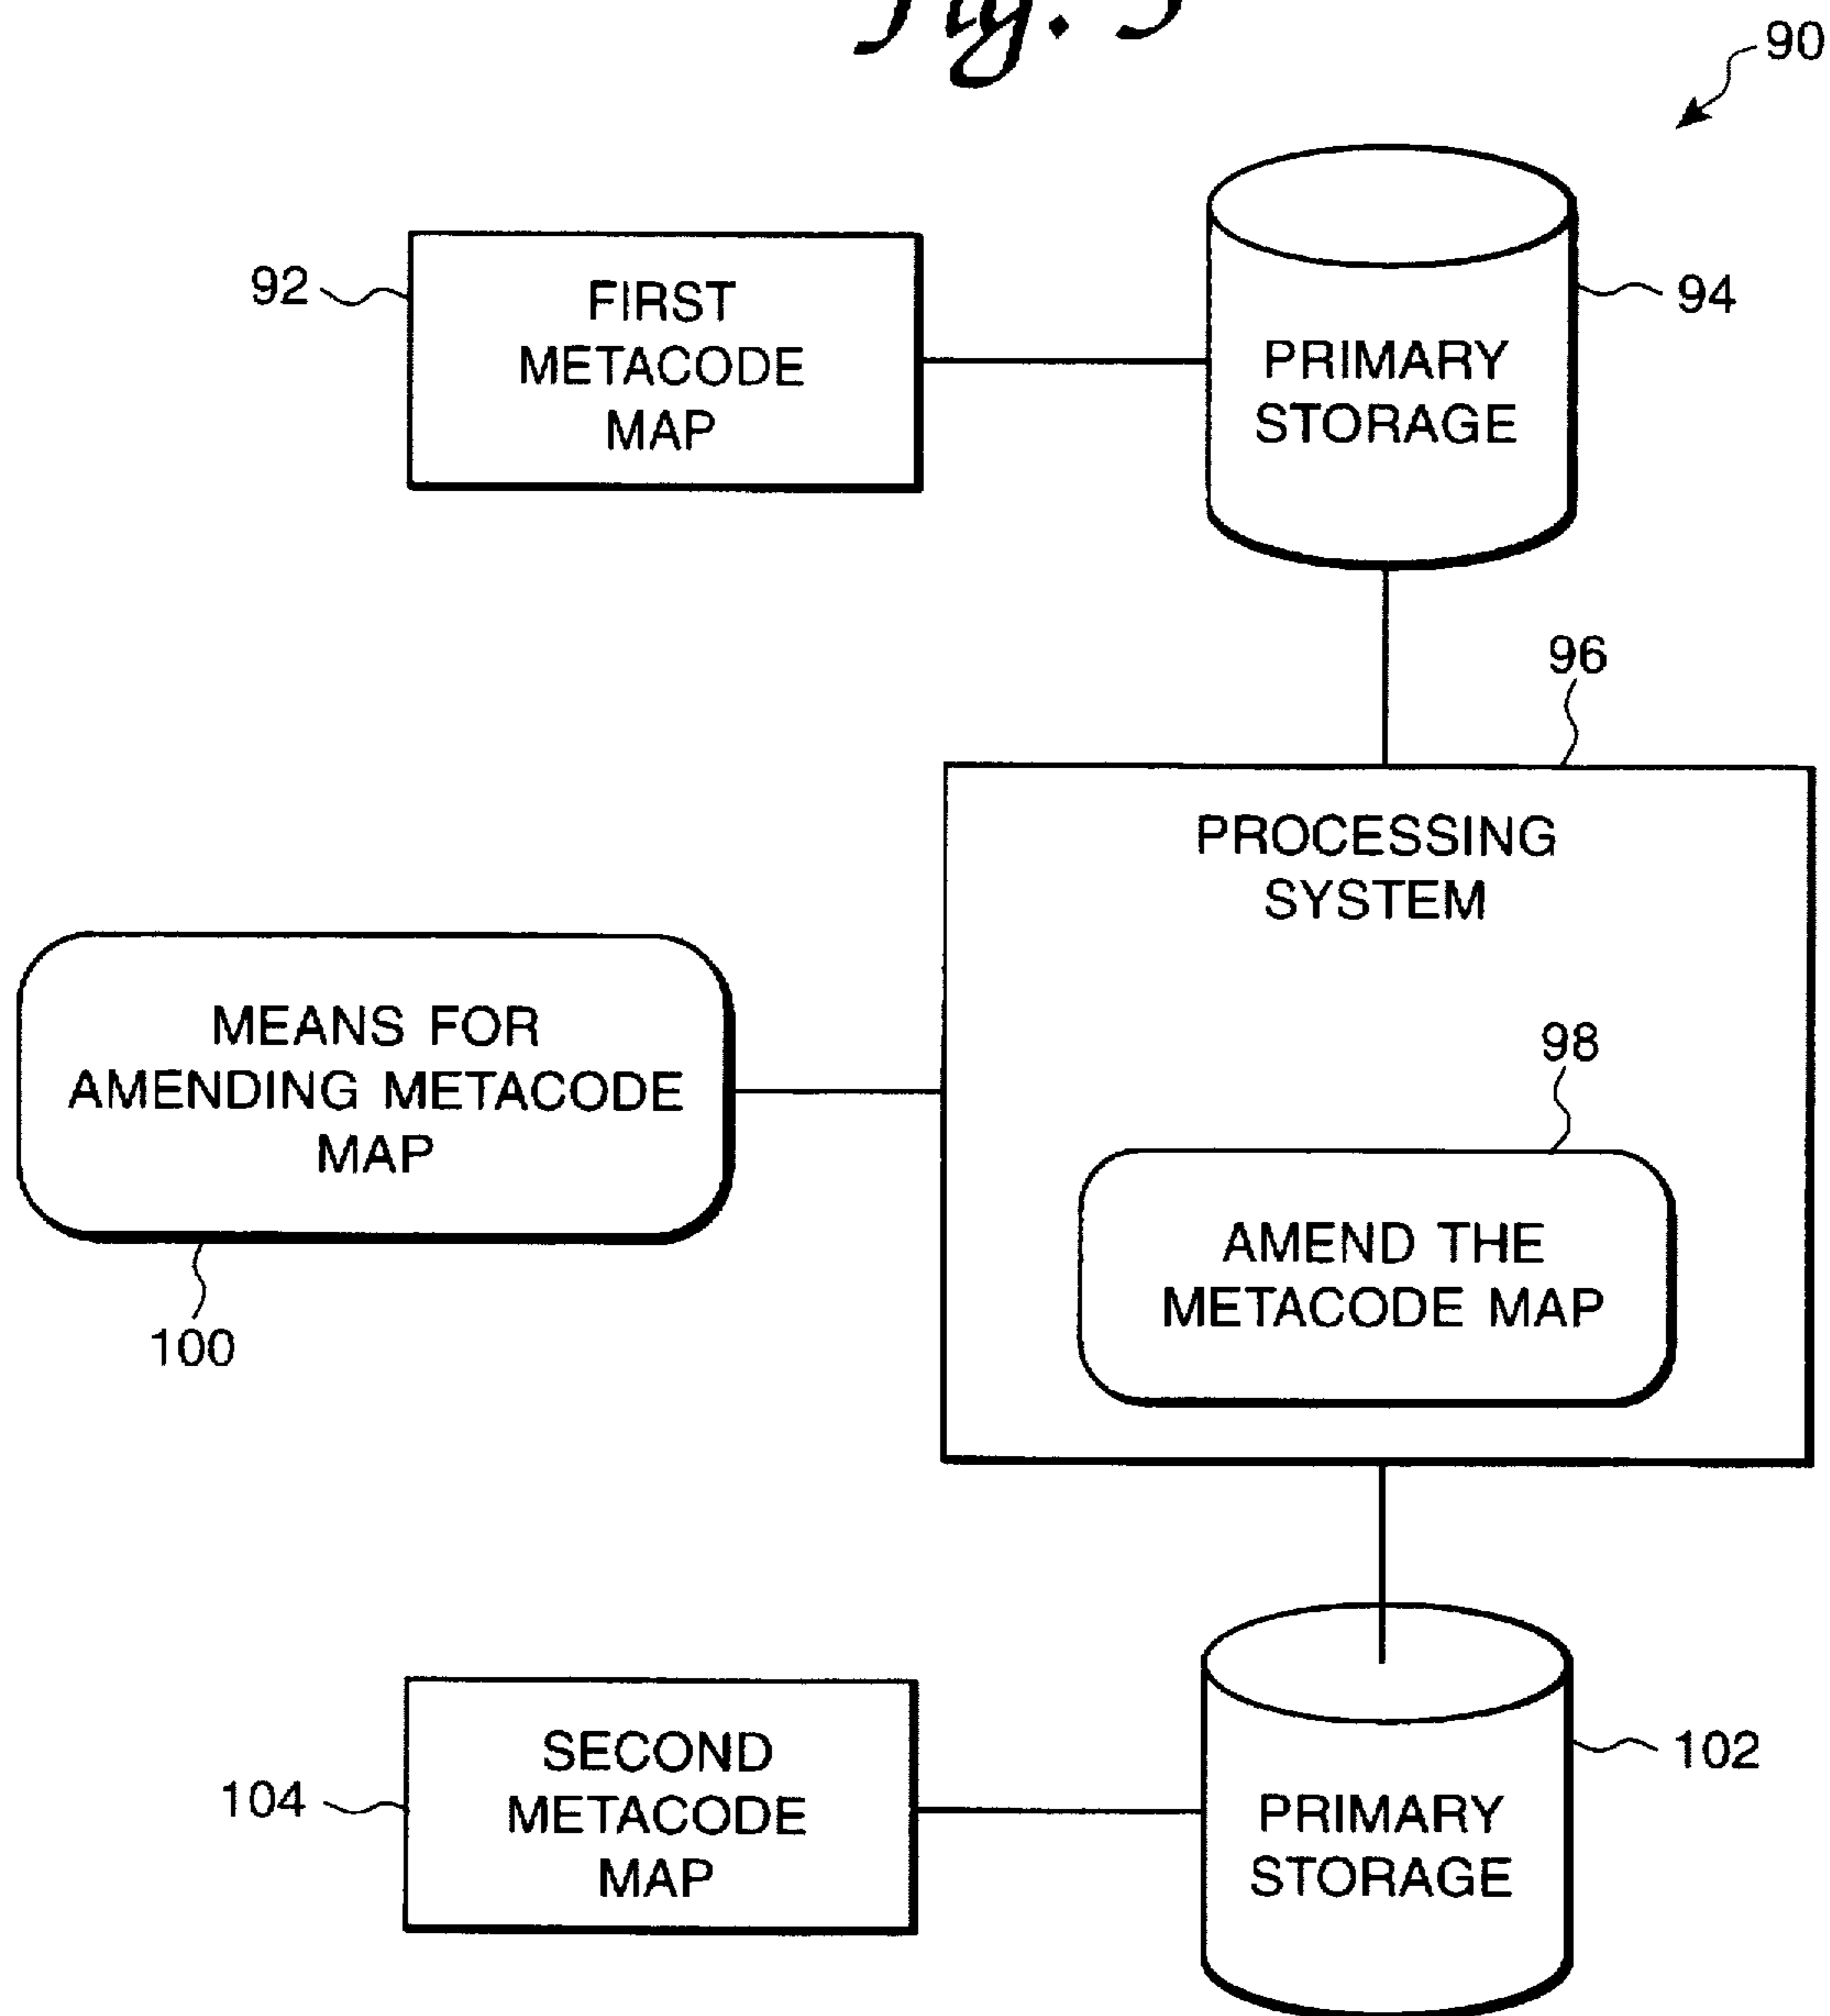 90
92
FIRST
METACODE
MAP
PRIMARY
STORAGE
94
96
PROCESSING
SYSTEM
MEANS FOR
AMENDING METACODE
MAP
100
98
AMEND THE
METACODE MAP
104
SECOND
METACODE
MAP
PRIMARY
STORAGE
102